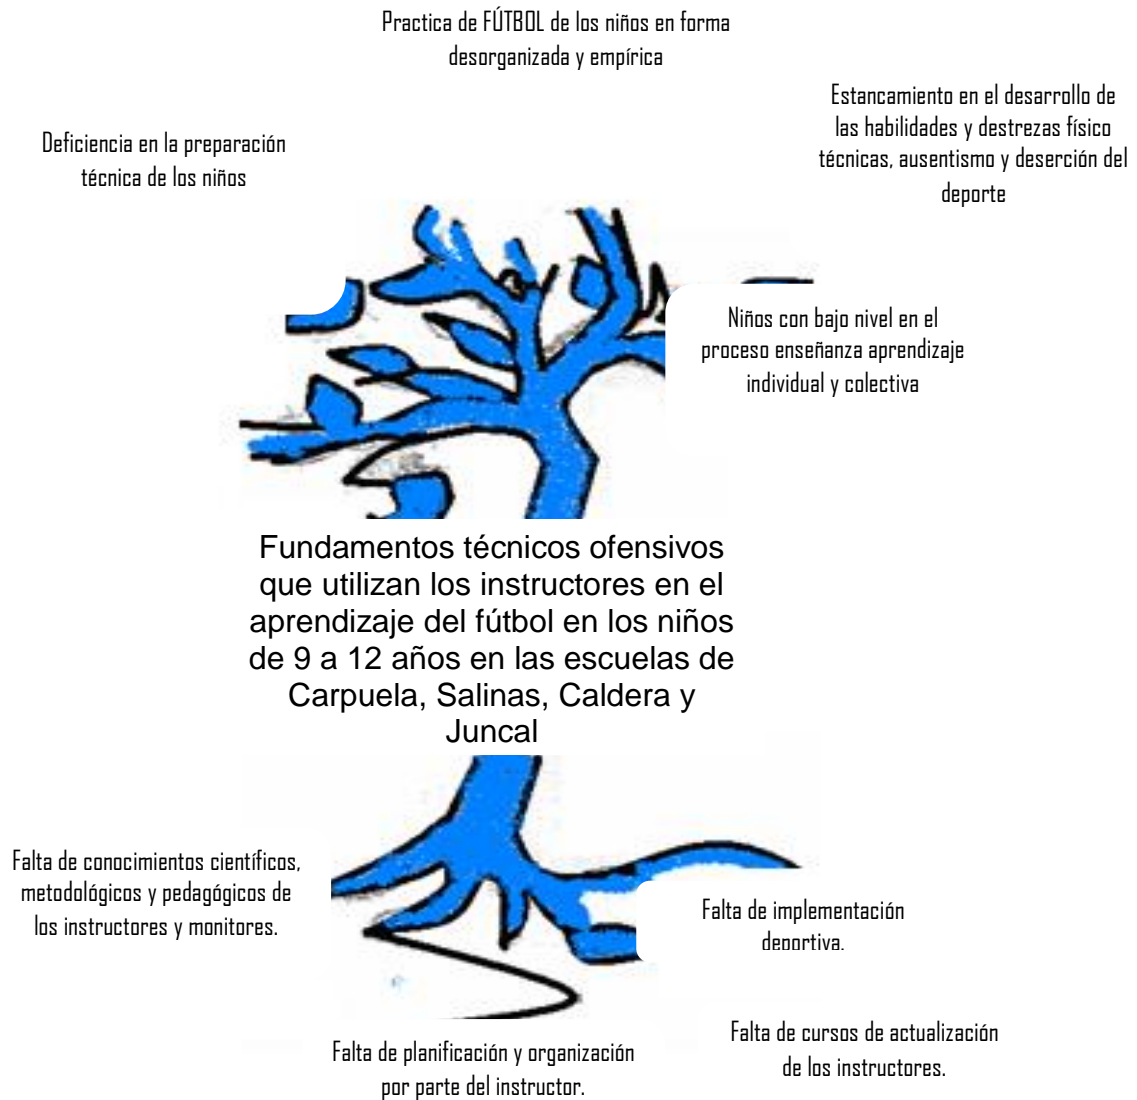 Practica de FÚTBOL de los niños en forma
desorganizada y empírica
Estancamiento en el desarrollo de
las habilidades y destrezas físico
técnicas, ausentismo y deserción del
deporte
Deficiencia en la preparación
técnica de los niños
Niños con bajo nivel en el
proceso enseñanza aprendizaje
individual y colectiva
Fundamentos técnicos ofensivos
que utilizan los instructores en el
aprendizaje del fútbol en los niños
de 9 a 12 años en las escuelas de
Carpuela, Salinas, Caldera y
Juncal
Falta de conocimientos científicos,
metodológicos y pedagógicos de
los instructores y monitores.
Falta de implementación
deportiva.
Falta de cursos de actualización
de los instructores.
Falta de planificación y organización
por parte del instructor.